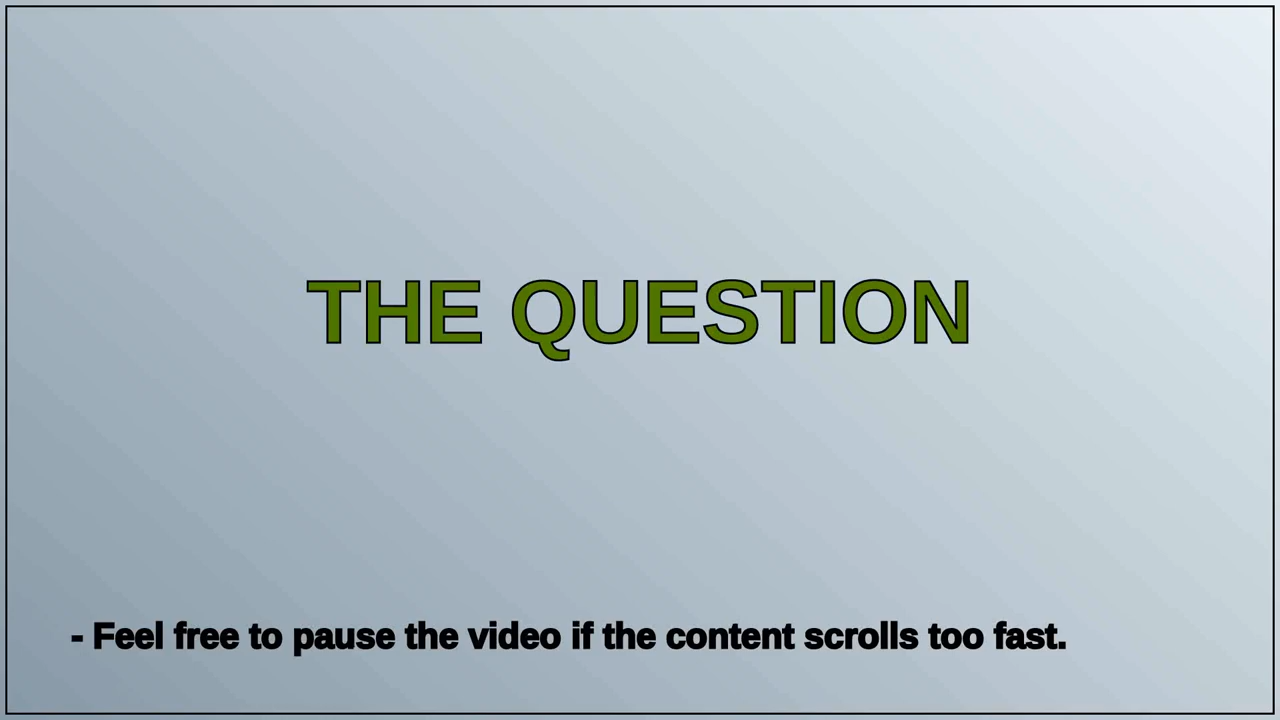 THE QUESTION
- Feel free to pause the video if the content scrolls too fast.